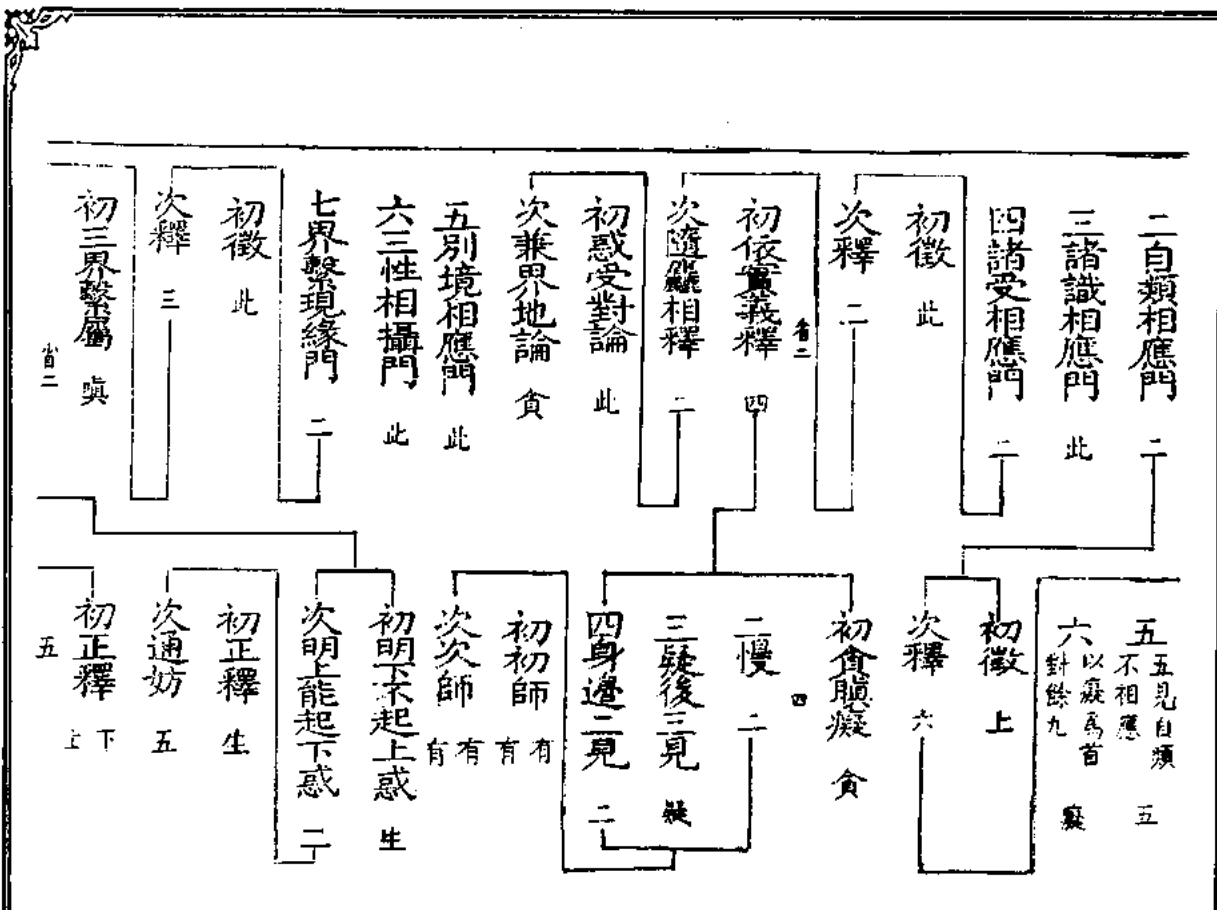 二自類相應門 二
三諸識相應門 此
四諸受相應門 二
初徵 此
次釋 二
初依實義釋 四
次隨麤相釋 二
初惑受對論 此
次兼界地論 貪
五別境相應門 此
六三性相攝門 此
七界繫現緣門 二
初徵 此
次釋 三
初三界繫屬 嗔
五五見自類
不相應 五
六以癡爲首
對餘九 癡
初徵 上
次釋 六
初貪瞋癡 貪
四
二慢 二
三疑後三見 疑
四身邊二見 二
初初師 有有
次次師 有有
初明下不起上惑 生
次明上能起下惑 二
初正釋 生
次通妨 五
初正釋 下上
五